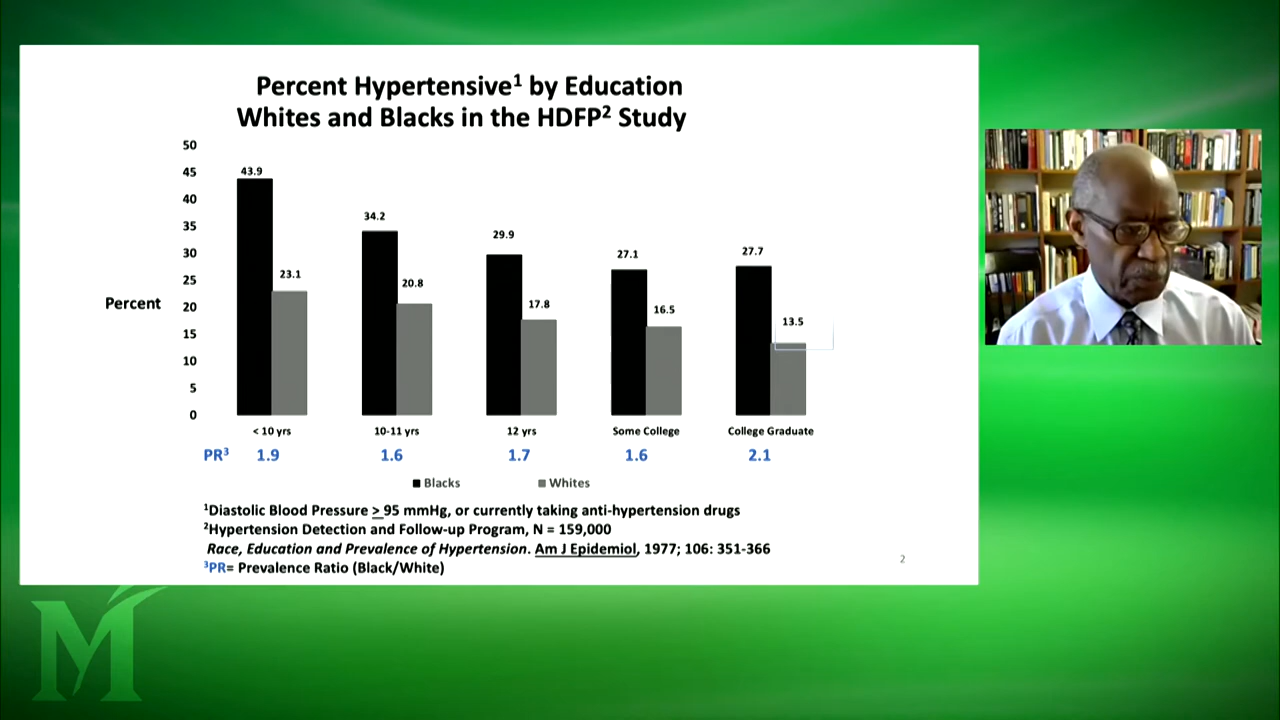 Percent Hypertensive¹ by Education
Whites and Blacks in the HDFP² Study
50
45
40
35
30
25
20
15
10
5
0
Percent
43.9
23.1
34.2
20.8
29.9
17.8
27.1
16.5
27.7
13.5
< 10 yrs
10-11 yrs
12 yrs
Some College
College Graduate
PR³ 1.9 1.6 1.7 1.6 2.1
Blacks Whites
¹Diastolic Blood Pressure > 95 mmHg, or currently taking anti-hypertension drugs
²Hypertension Detection and Follow-up Program, N = 159,000
Race, Education and Prevalence of Hypertension. Am J Epidemiol, 1977; 106: 351-366
³PR= Prevalence Ratio (Black/White)
2
M